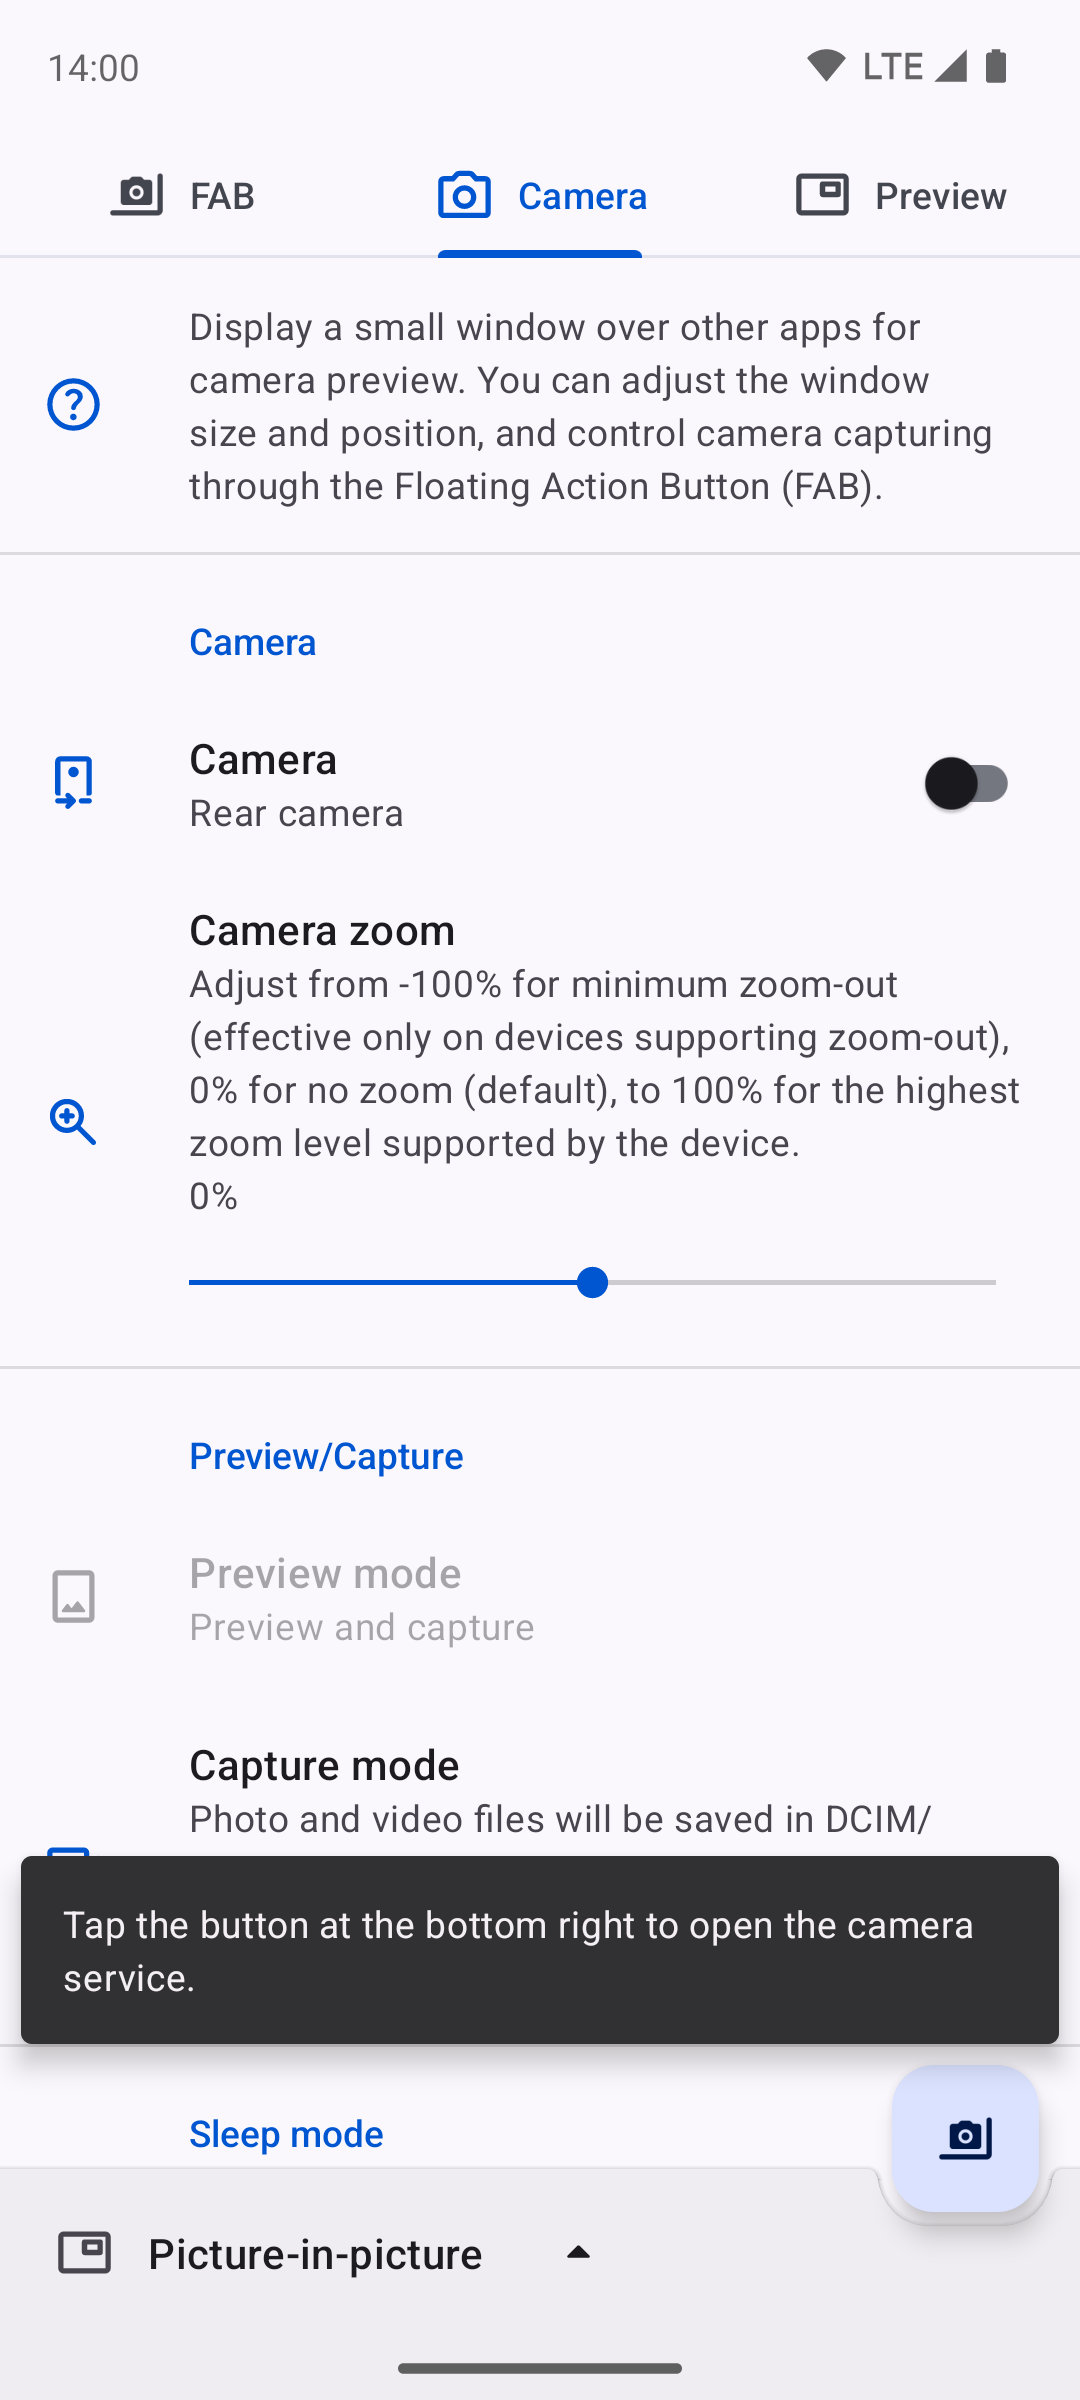 14:00
LTE
FAB
Camera
Preview
Display a small window over other apps for
camera preview. You can adjust the window
size and position, and control camera capturing
through the Floating Action Button (FAB).
Camera
Camera
Rear camera
Camera zoom
Adjust from -100% for minimum zoom-out
(effective only on devices supporting zoom-out),
0% for no zoom (default), to 100% for the highest
zoom level supported by the device.
0%
Preview/Capture
Preview mode
Preview and capture
Capture mode
Photo and video files will be saved in DCIM/
Tap the button at the bottom right to open the camera
service.
Sleep mode
Picture-in-picture